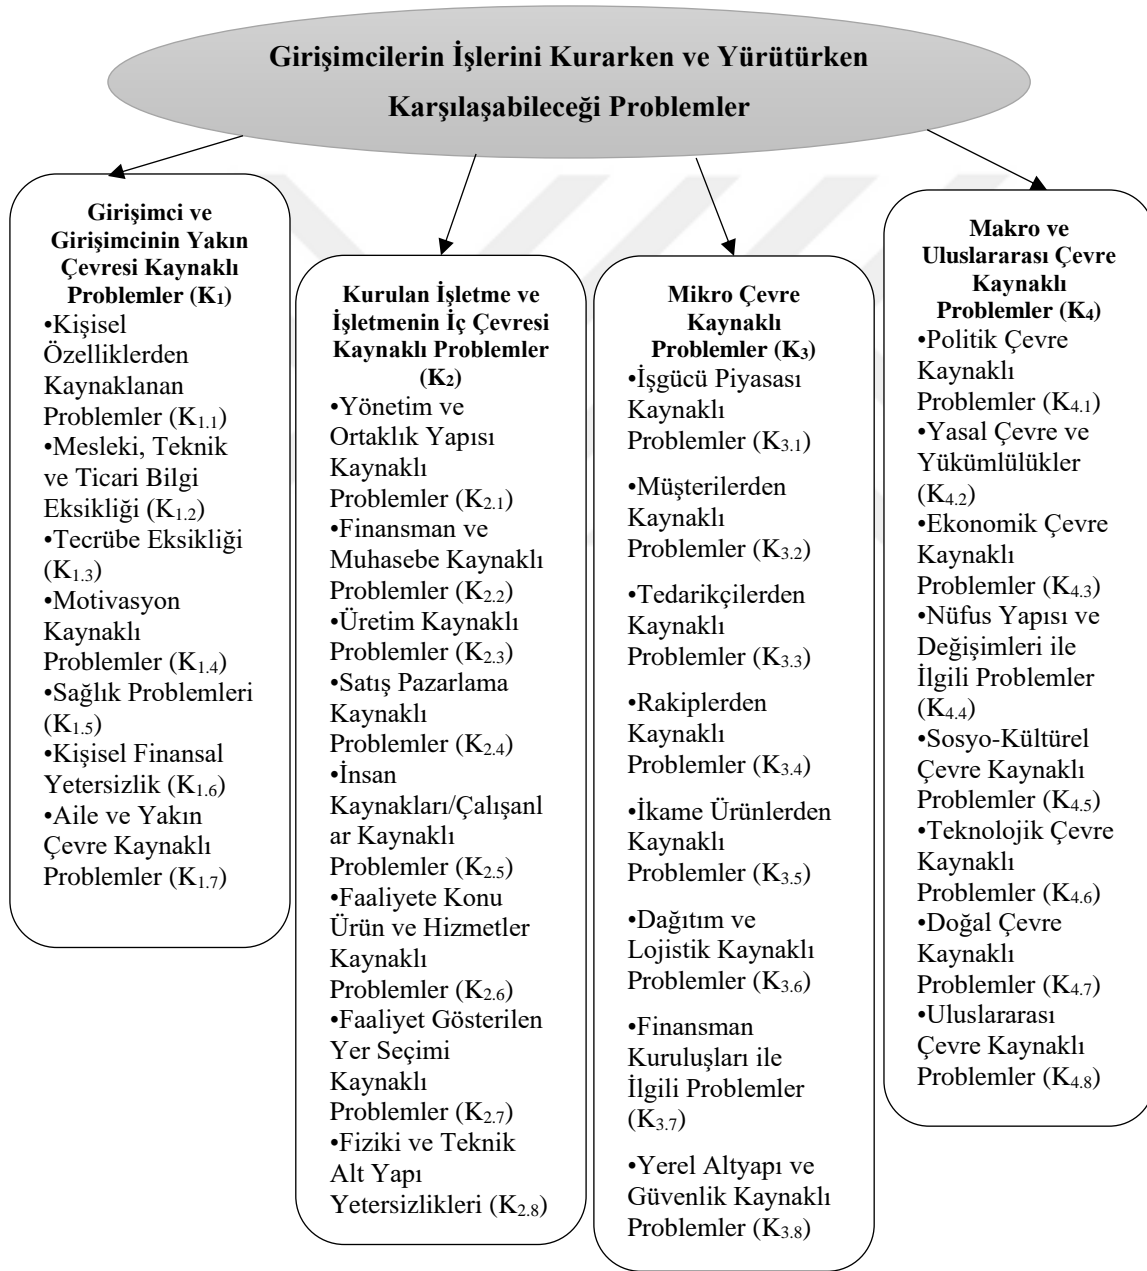 Girişimcilerin İşlerini Kurarken ve Yürütürken
Karşılaşabileceği Problemler
Girişimci ve
Girişimcinin Yakın
Çevresi Kaynaklı
Problemler (K1)
•Kişisel
Özelliklerden
Kaynaklanan
Problemler (K1.1)
•Mesleki, Teknik
ve Ticari Bilgi
Eksikliği (K1.2)
•Tecrübe Eksikliği
(K1.3)
•Motivasyon
Kaynaklı
Problemler (K1.4)
•Sağlık Problemleri
(K1.5)
•Kişisel Finansal
Yetersizlik (K1.6)
•Aile ve Yakın
Çevre Kaynaklı
Problemler (K1.7)
Kurulan İşletme ve
İşletmenin İç Çevresi
Kaynaklı Problemler
(K2)
•Yönetim ve
Ortaklık Yapısı
Kaynaklı
Problemler (K2.1)
•Finansman ve
Muhasebe Kaynaklı
Problemler (K2.2)
•Üretim Kaynaklı
Problemler (K2.3)
•Satış Pazarlama
Kaynaklı
Problemler (K2.4)
•İnsan
Kaynakları/Çalışanl
ar Kaynaklı
Problemler (K2.5)
•Faaliyete Konu
Ürün ve Hizmetler
Kaynaklı
Problemler (K2.6)
•Faaliyet Gösterilen
Yer Seçimi
Kaynaklı
Problemler (K2.7)
•Fiziki ve Teknik
Alt Yapı
Yetersizlikleri (K2.8)
Mikro Çevre
Kaynaklı
Problemler (K3)
•İşgücü Piyasası
Kaynaklı
Problemler (K3.1)
•Müşterilerden
Kaynaklı
Problemler (K3.2)
•Tedarikçilerden
Kaynaklı
Problemler (K3.3)
•Rakiplerden
Kaynaklı
Problemler (K3.4)
•İkame Ürünlerden
Kaynaklı
Problemler (K3.5)
•Dağıtım ve
Lojistik Kaynaklı
Problemler (K3.6)
•Finansman
Kuruluşları ile
İlgili Problemler
(K3.7)
•Yerel Altyapı ve
Güvenlik Kaynaklı
Problemler (K3.8)
Makro ve
Uluslararası Çevre
Kaynaklı
Problemler (K4)
•Politik Çevre
Kaynaklı
Problemler (K4.1)
•Yasal Çevre ve
Yükümlülükler
(K4.2)
•Ekonomik Çevre
Kaynaklı
Problemler (K4.3)
•Nüfus Yapısı ve
Değişimleri ile
İlgili Problemler
(K4.4)
•Sosyo-Kültürel
Çevre Kaynaklı
Problemler (K4.5)
•Teknolojik Çevre
Kaynaklı
Problemler (K4.6)
•Doğal Çevre
Kaynaklı
Problemler (K4.7)
•Uluslararası
Çevre Kaynaklı
Problemler (K4.8)